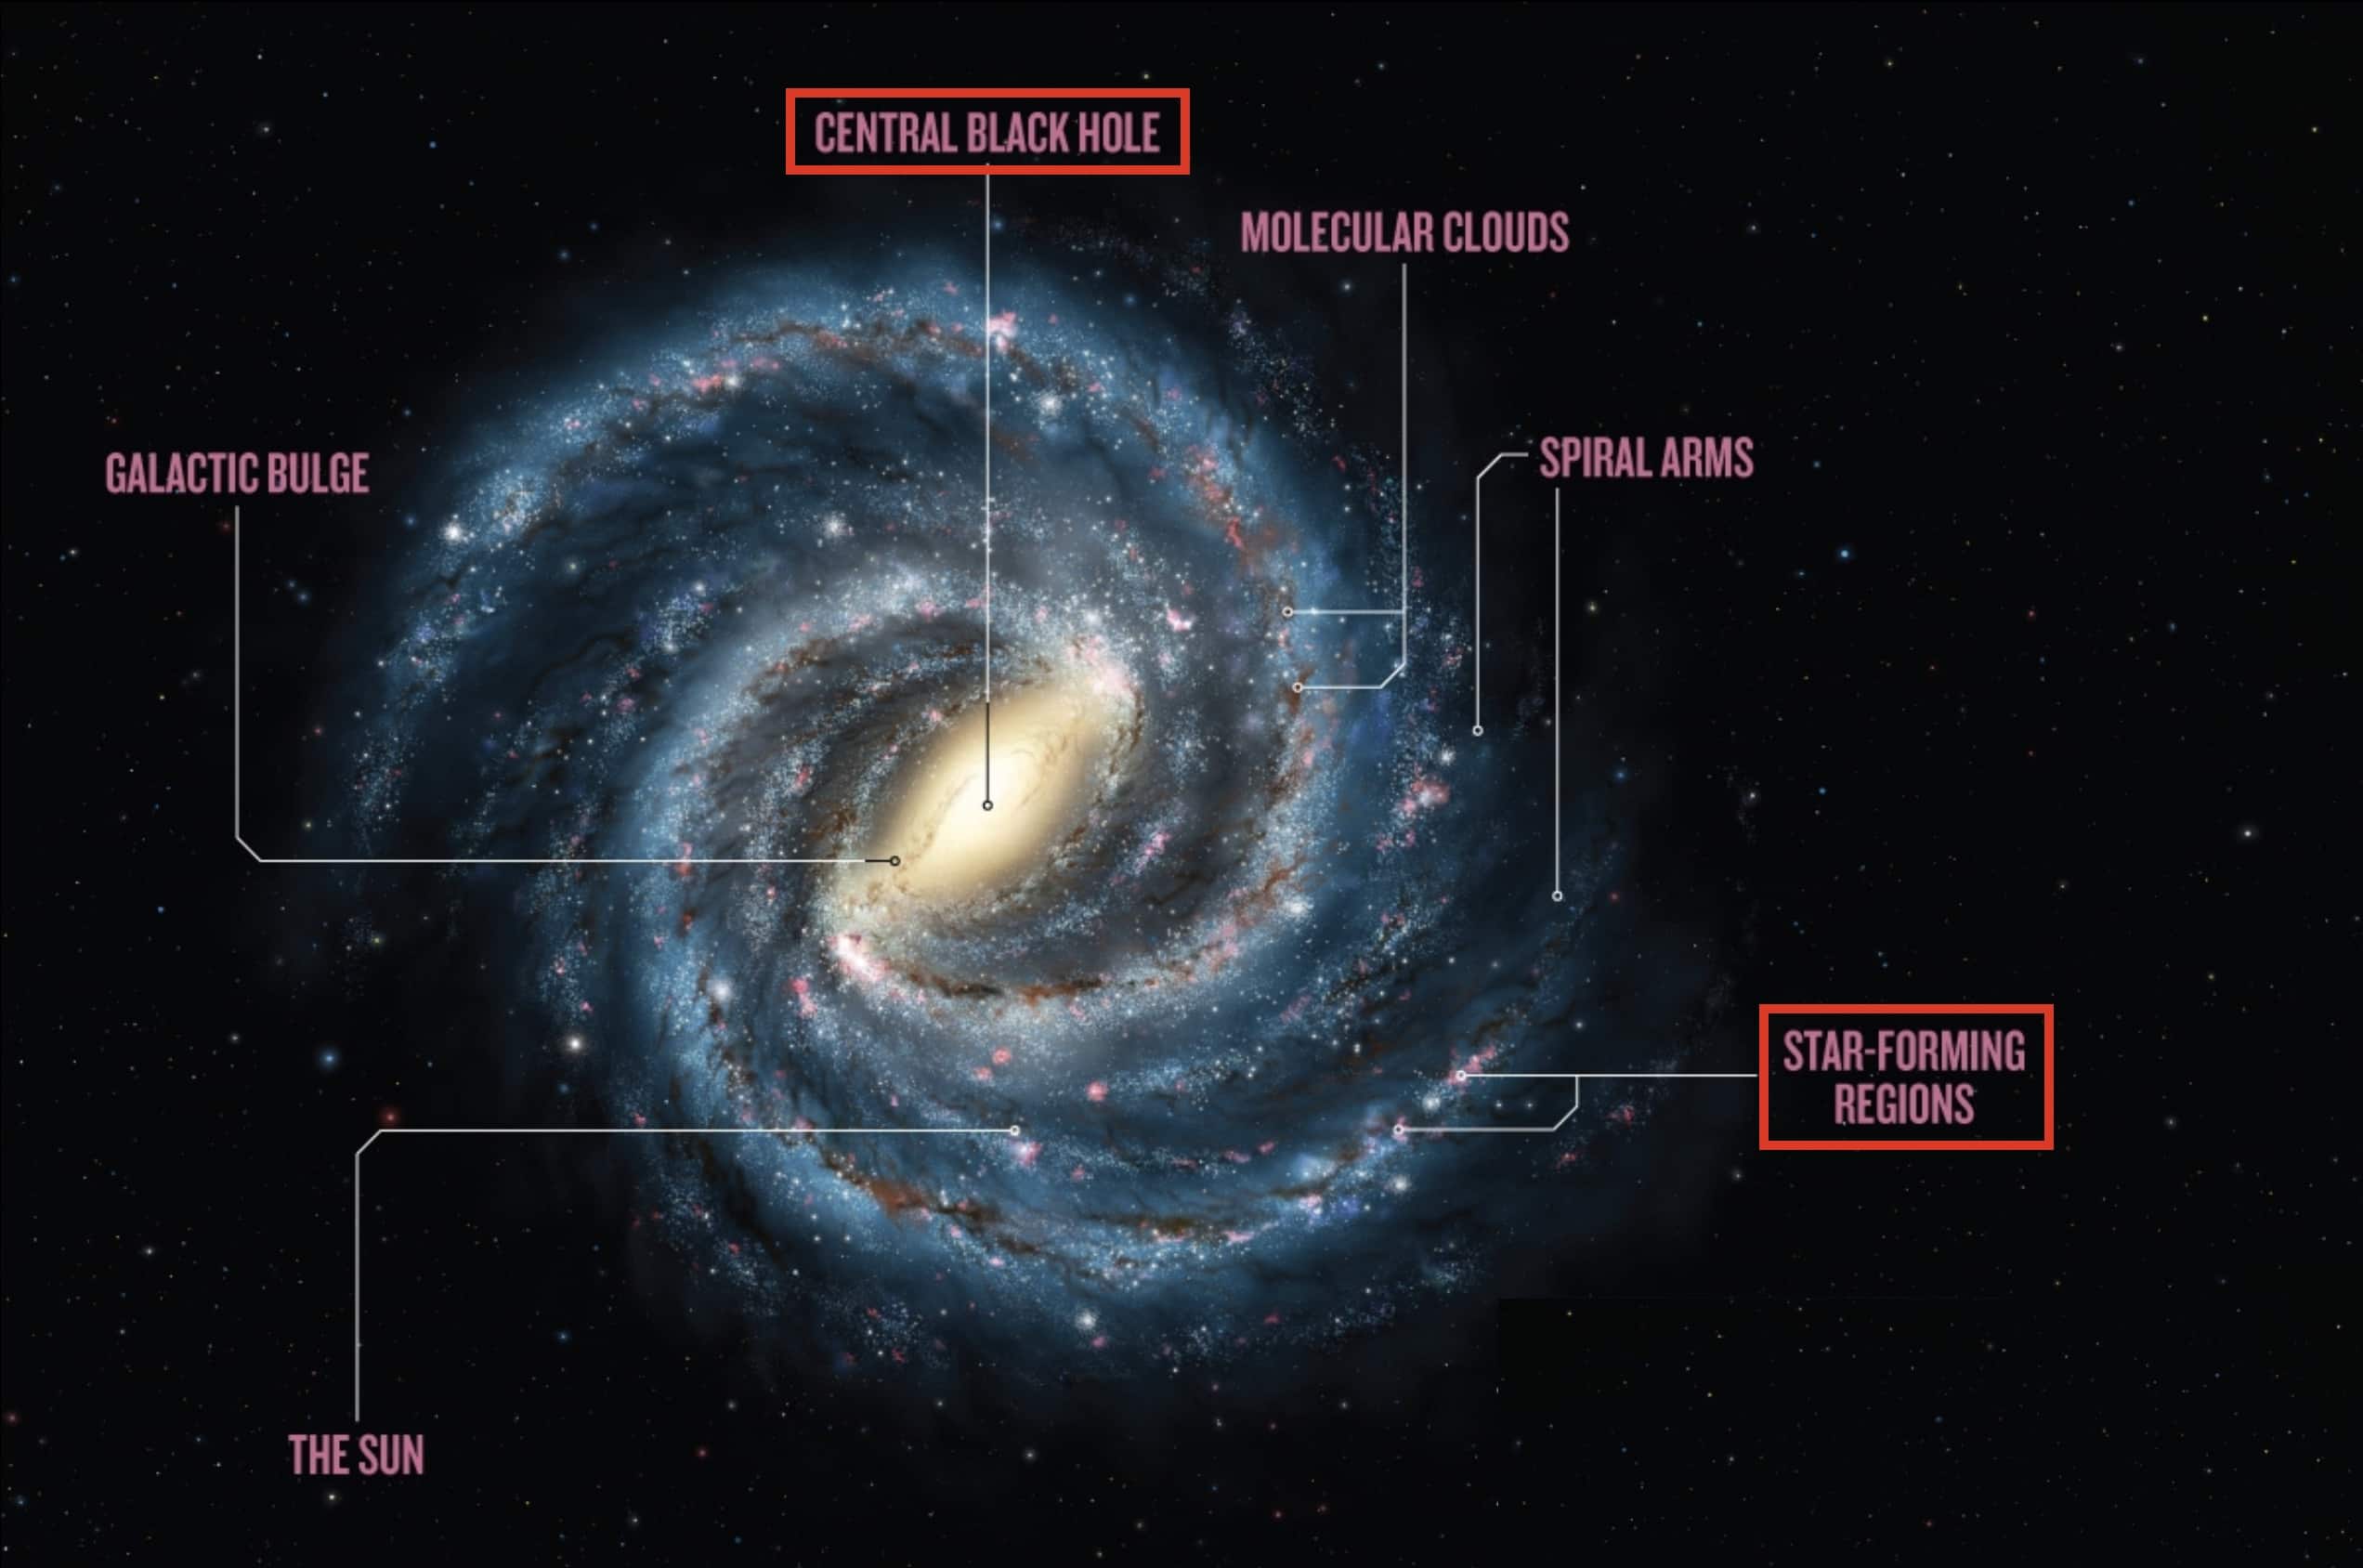 CENTRAL BLACK HOLE
MOLECULAR CLOUDS
SPIRAL ARMS
GALACTIC BULGE
STAR-FORMING
REGIONS
THE SUN